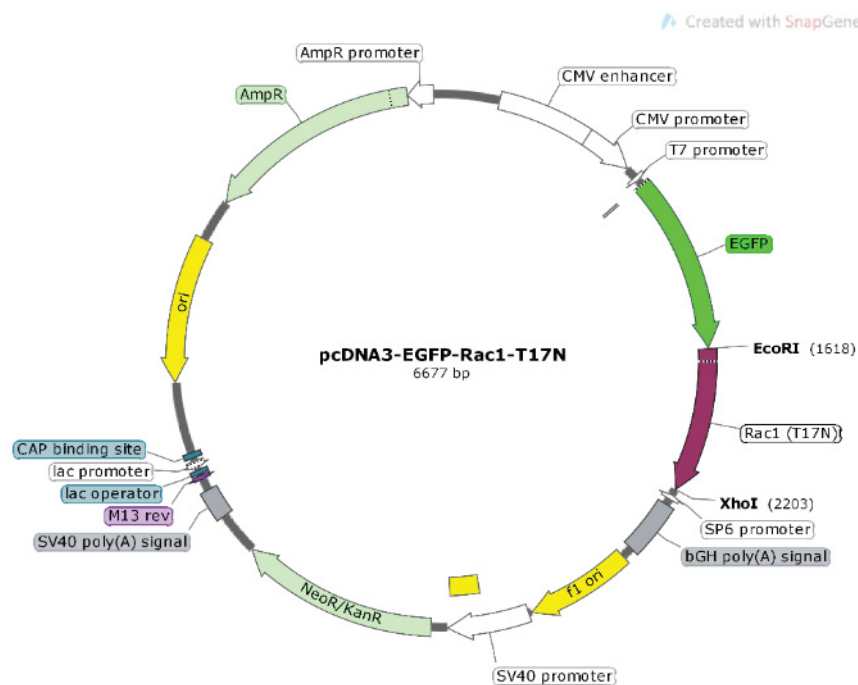 Created with SnapGene
AmpR promoter
CMV enhancer
AmpR
CMV promoter
T7 promoter
EGFP
ori
pcDNA3-EGFP-Rac1-T17N
6677 bp
EcoRI (1618)
Rac1 (T17N)
CAP binding site
lac promoter
lac operator
M13 rev
SV40 poly(A) signal
XhoI (2203)
SP6 promoter
bGH poly(A) signal
f1 ori
NeoR/KanR
SV40 promoter